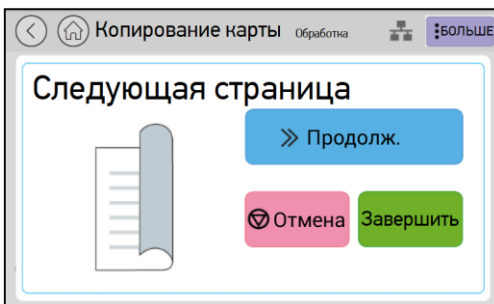 Копирование карты Обработка БОЛЬШЕ
Следующая страница
Продолж.
Отмена Завершить